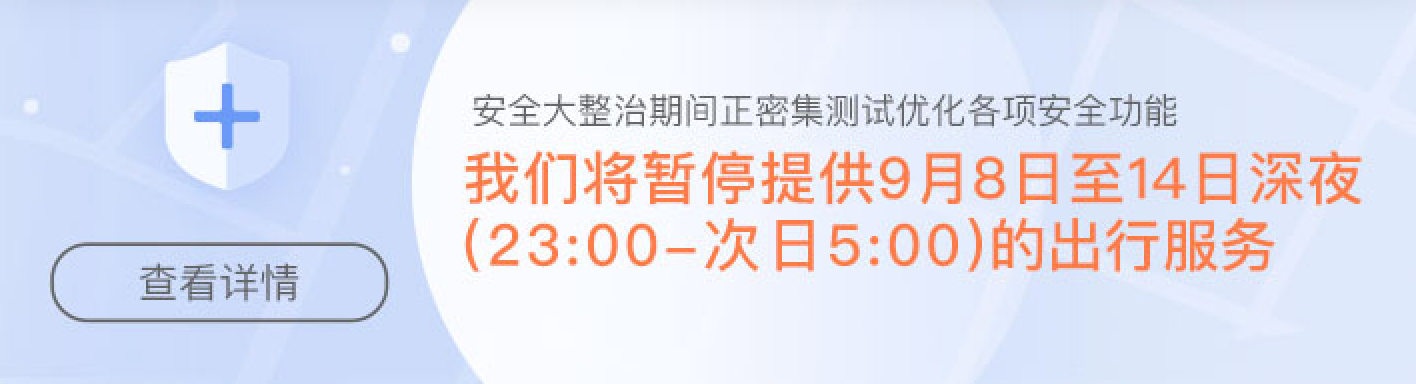 安全大整治期间正密集测试优化各项安全功能
我们将暂停提供9月8日至14日深夜
(23:00-次日5:00)的出行服务
查看详情